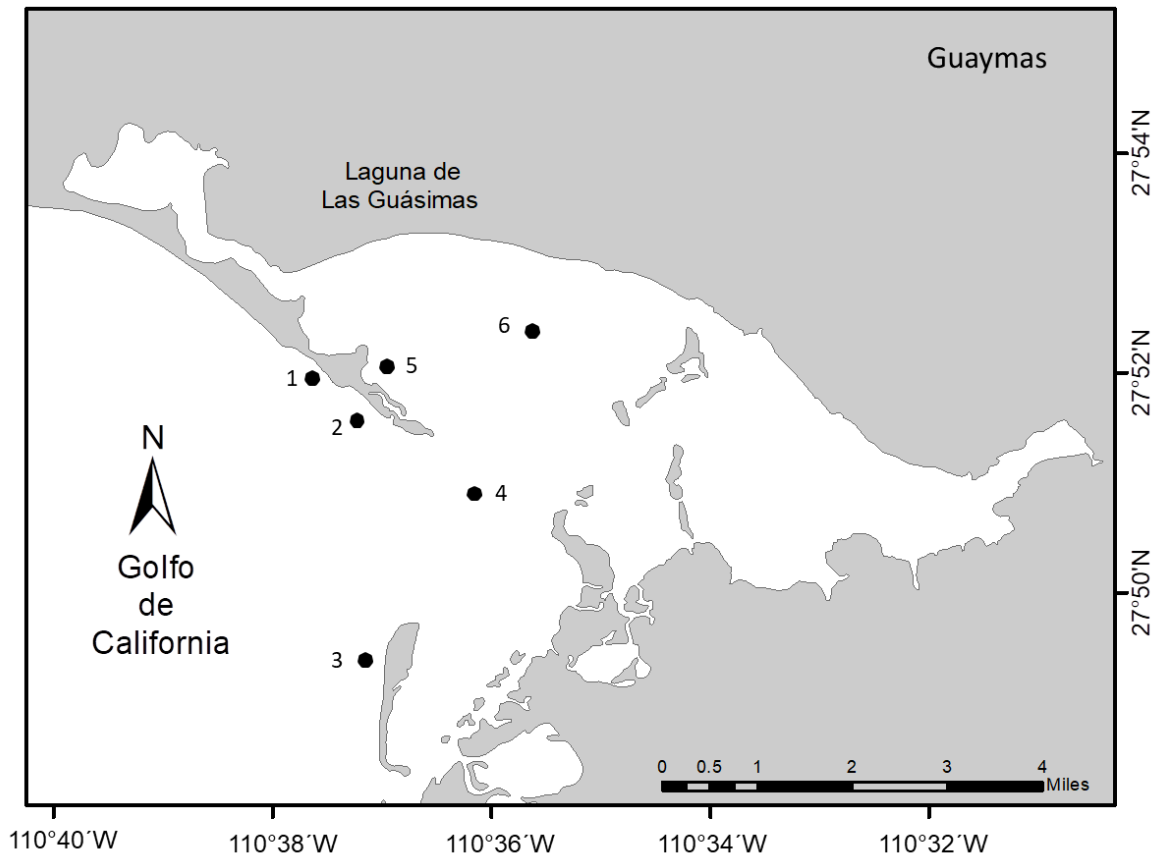 Guaymas
Laguna de
Las Guásimas
27°54'N
6
5
1
27°52'N
2
N
4
Golfo
de
California
27°50'N
3
0 0.5 1 2 3 4
Miles
110°40´W 110°38´W 110°36´W 110°34´W 110°32´W